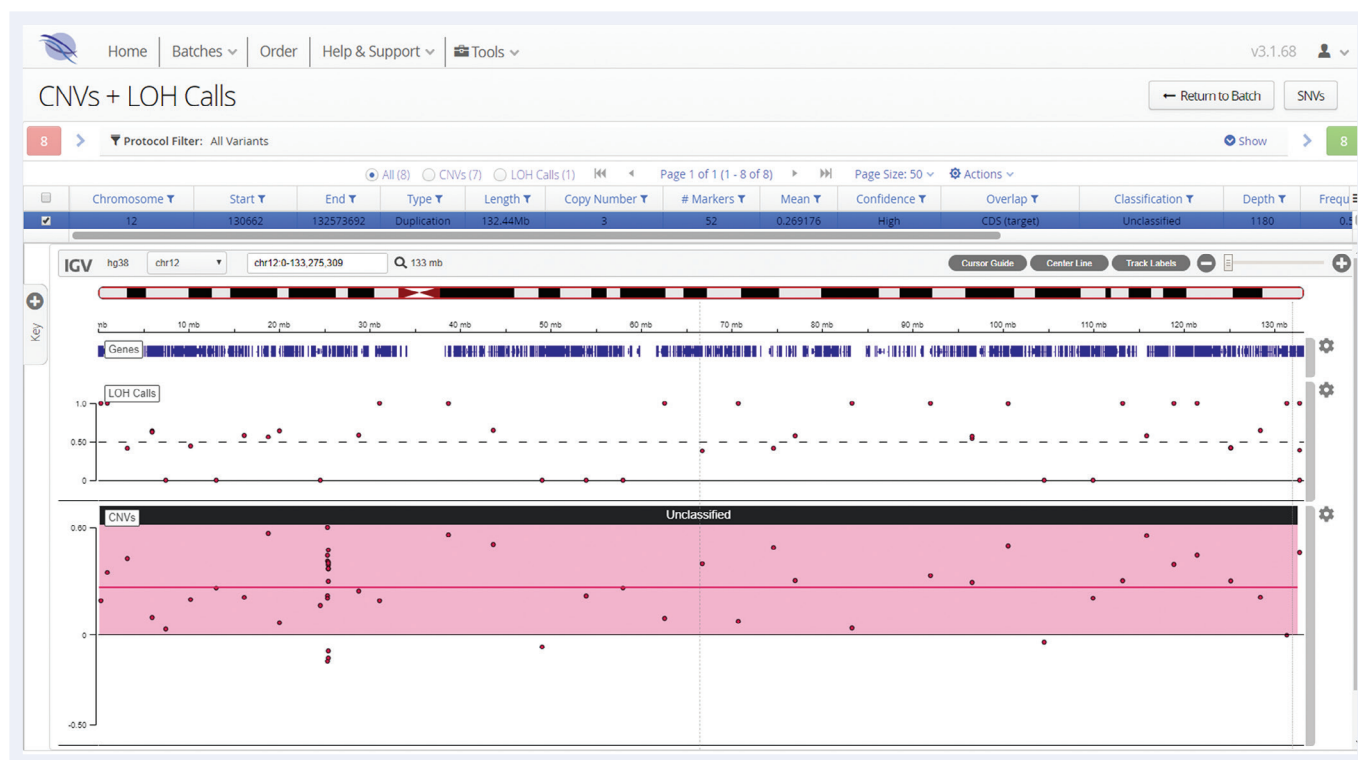 Home Batches Order Help & Support Tools v3.1.68
CNVs + LOH Calls
← Return to Batch SNVs
8 Protocol Filter: All Variants Show 8
All (8) CNVs (7) LOH Calls (1) Page 1 of 1 (1 - 8 of 8) Page Size: 50 Actions
Chromosome Start End Type Length Copy Number # Markers Mean Confidence Overlap Classification Depth Frequ
12 130662 132573692 Duplication 132.44Mb 3 52 0.269176 High CDS (target) Unclassified 1180 0.5
IGV hg38 chr12 chr12:0-133,275,309 133 mb Cursor Guide Center Line Track Labels
Key
mb 10 mb 20 mb 30 mb 40 mb 50 mb 60 mb 70 mb 80 mb 90 mb 100 mb 110 mb 120 mb 130 mb
Genes
LOH Calls
1.0
0.50
0
CNVs Unclassified
0.60
0
-0.50